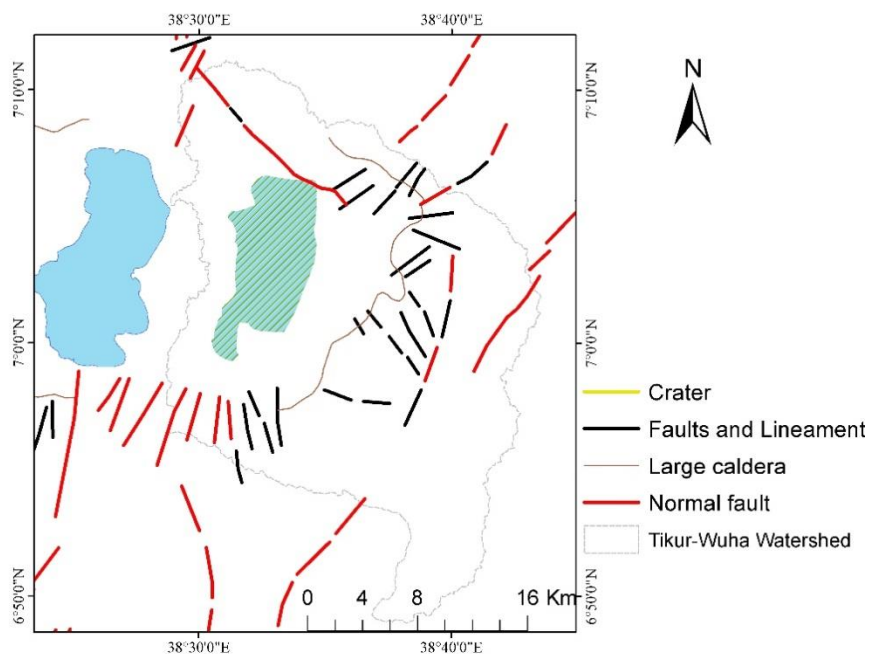 38°30'0"E 38°40'0"E
N
7°10'0"N 7°10'0"N
7°0'0"N 7°0'0"N
Crater
Faults and Lineament
Large caldera
Normal fault
Tikur-Wuha Watershed
6°50'0"N 6°50'0"N
0 4 8 16 Km
38°30'0"E 38°40'0"E